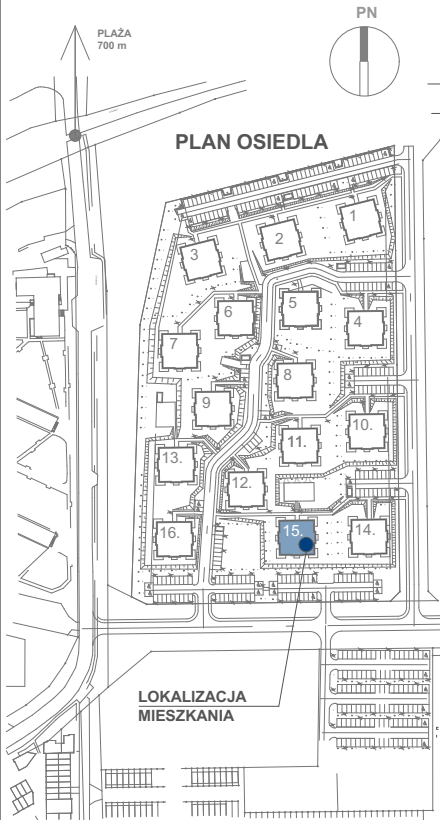 PN
PLAŻA
700 m
PLAN OSIEDLA
1
2
3
5
6
4
7
8
9
10.
11.
13.
12.
15.
14.
16.
LOKALIZACJA
MIESZKANIA